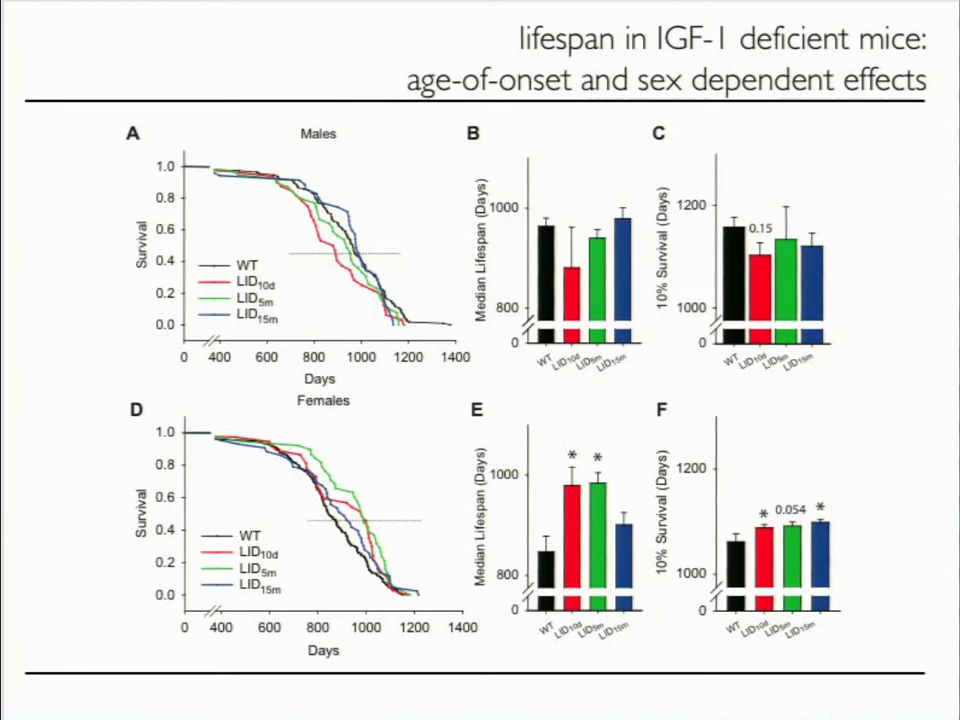 lifespan in IGF-1 deficient mice:
age-of-onset and sex dependent effects
A
Males
Survival
1.0
0.8
0.6
0.4
0.2
0.0
WT
LID10d
LID5m
LID15m
0 400 600 800 1000 1200 1400
Days
B
Median Lifespan (Days)
1000
800
0
WT LID10d LID5m LID15m
C
10% Survival (Days)
1200
1000
0
0.15
WT LID10d LID5m LID15m
D
Females
Survival
1.0
0.8
0.6
0.4
0.2
0.0
WT
LID10d
LID5m
LID15m
0 400 600 800 1000 1200 1400
Days
E
Median Lifespan (Days)
1000
800
0
* *
WT LID10d LID5m LID15m
F
10% Survival (Days)
1200
1000
0
* 0.054 *
WT LID10d LID5m LID15m